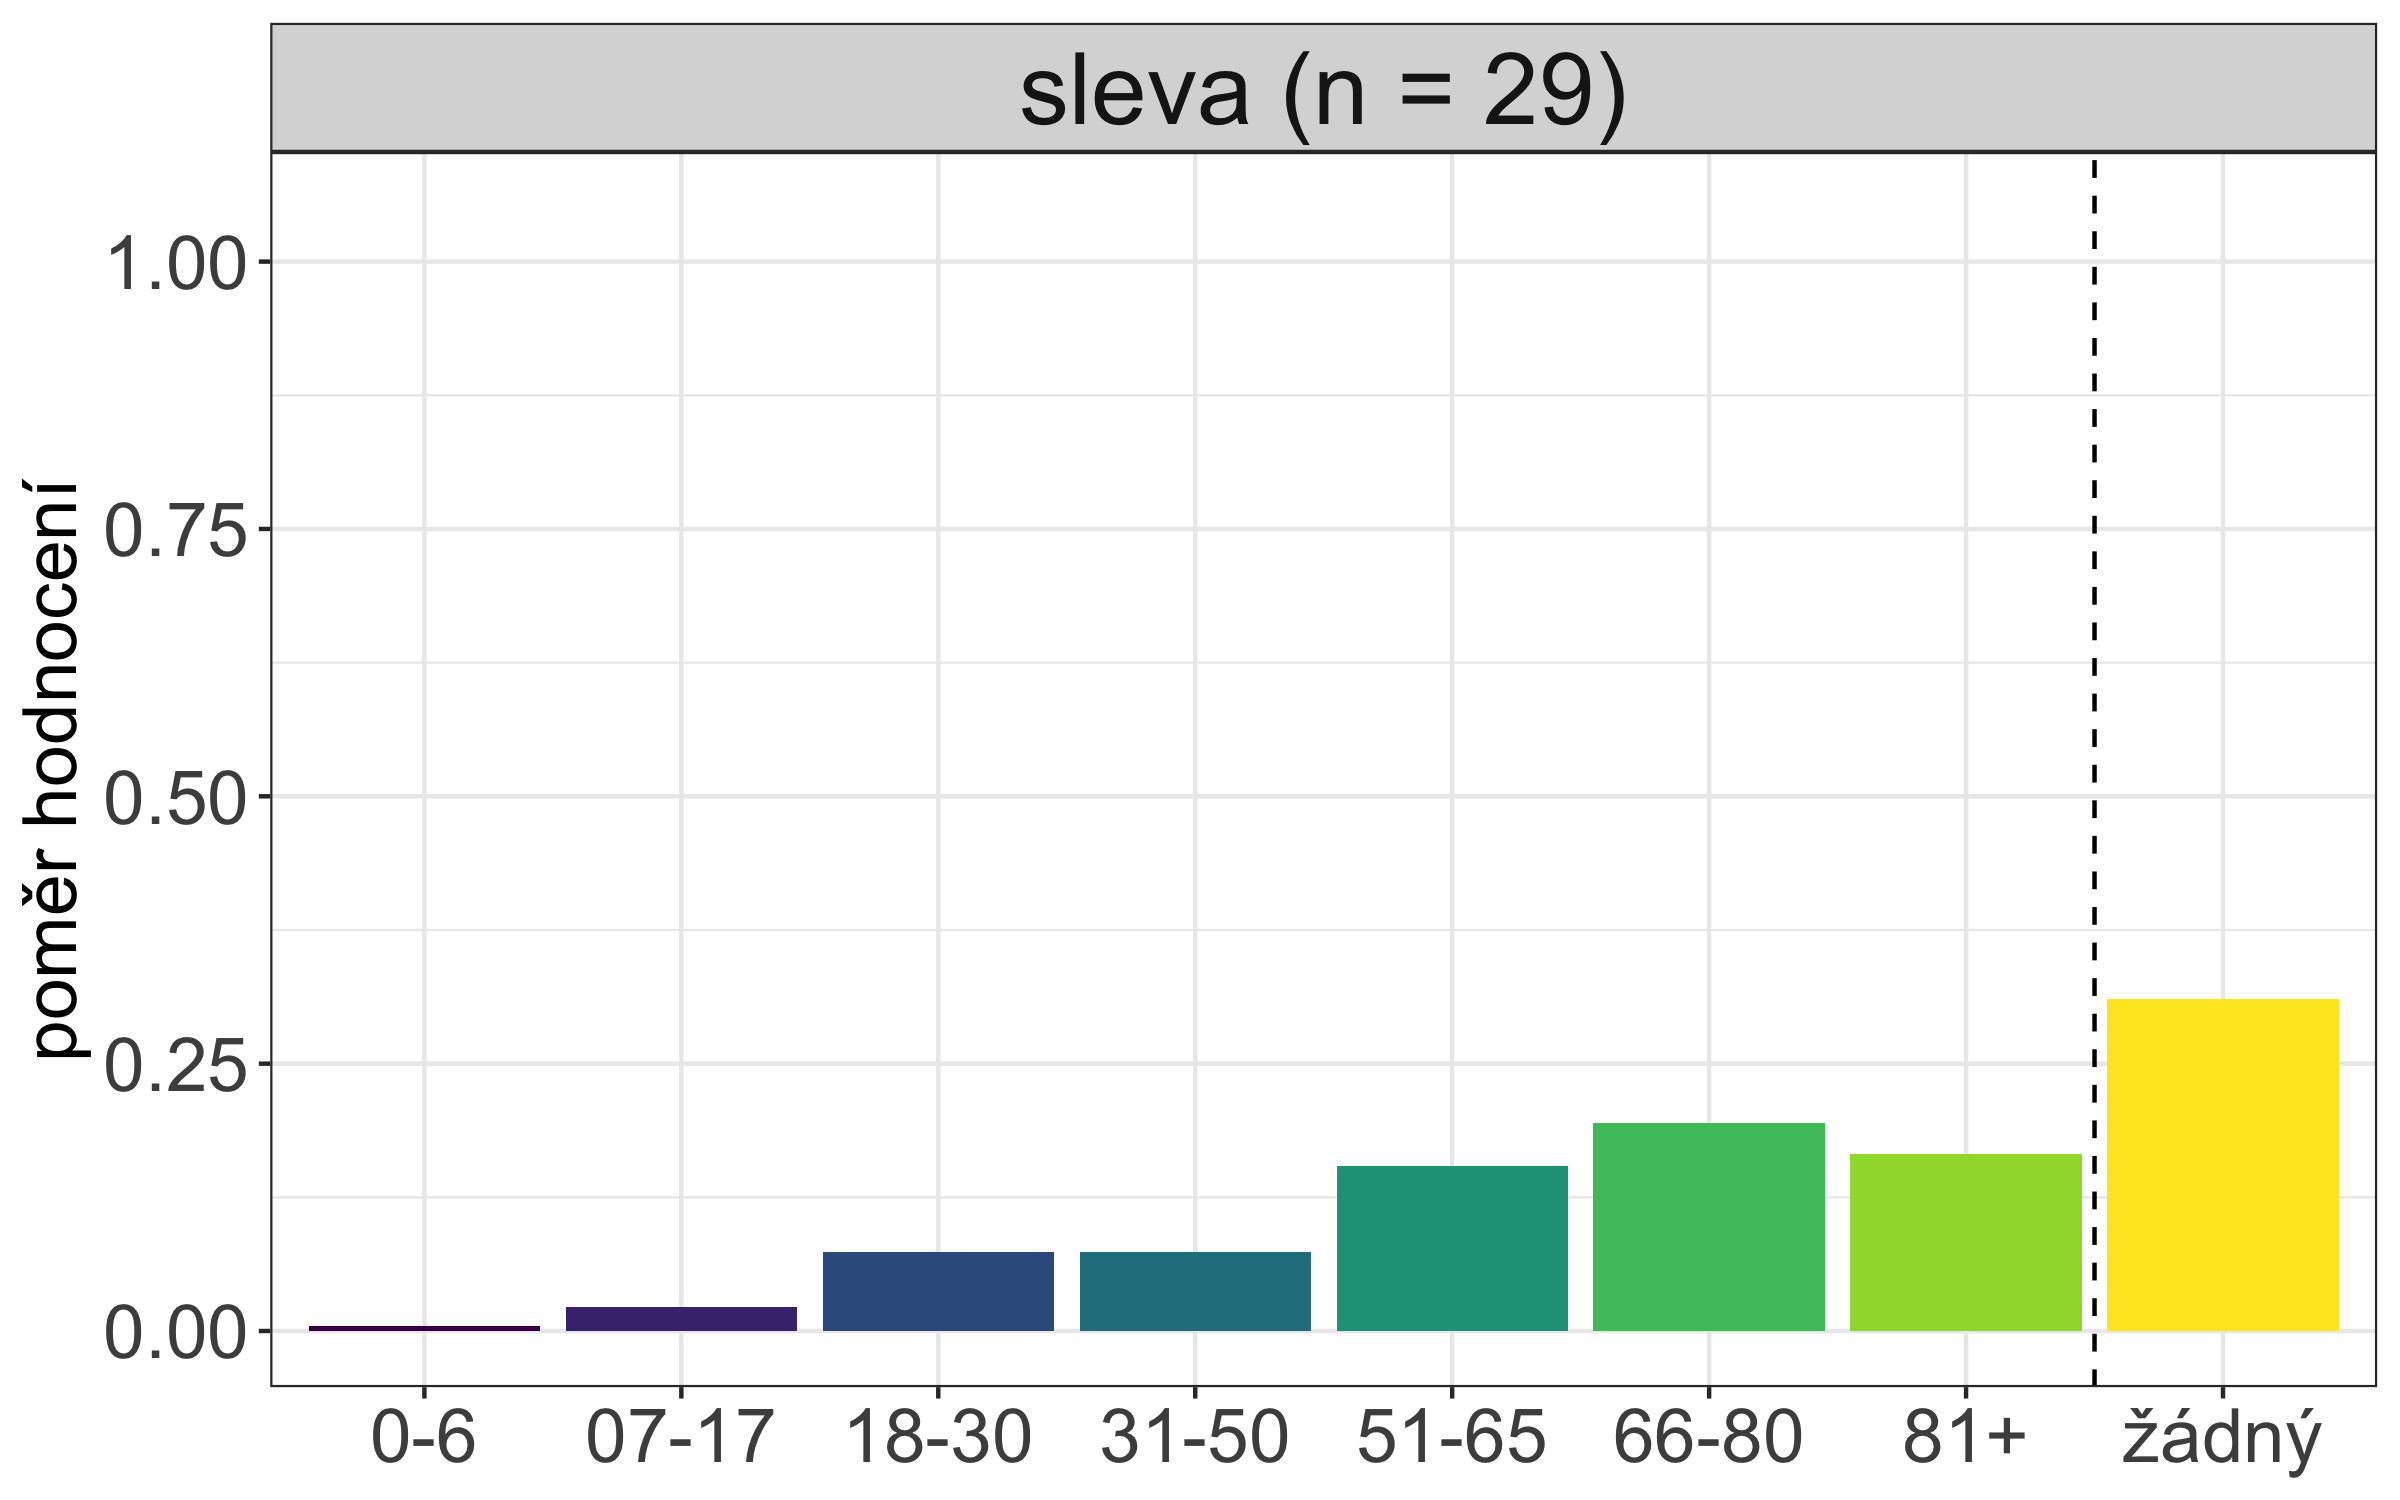 sleva (n = 29)
poměr hodnocení
1.00
0.75
0.50
0.25
0.00
0-6 07-17 18-30 31-50 51-65 66-80 81+ žádný